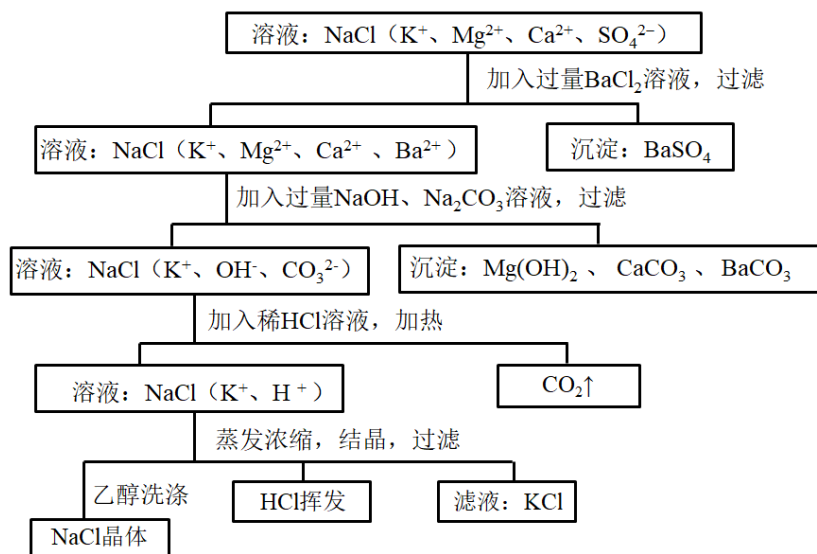 溶液：NaCl（K⁺、Mg²⁺、Ca²⁺、SO₄²⁻）
加入过量BaCl₂溶液，过滤
溶液：NaCl（K⁺、Mg²⁺、Ca²⁺ 、Ba²⁺）
沉淀：BaSO₄
加入过量NaOH、Na₂CO₃溶液，过滤
溶液：NaCl（K⁺、OH⁻、CO₃²⁻）
沉淀：Mg(OH)₂ 、 CaCO₃ 、 BaCO₃
加入稀HCl溶液，加热
溶液：NaCl（K⁺、H⁺）
CO₂↑
蒸发浓缩，结晶，过滤
乙醇洗涤
HCl挥发
滤液：KCl
NaCl晶体